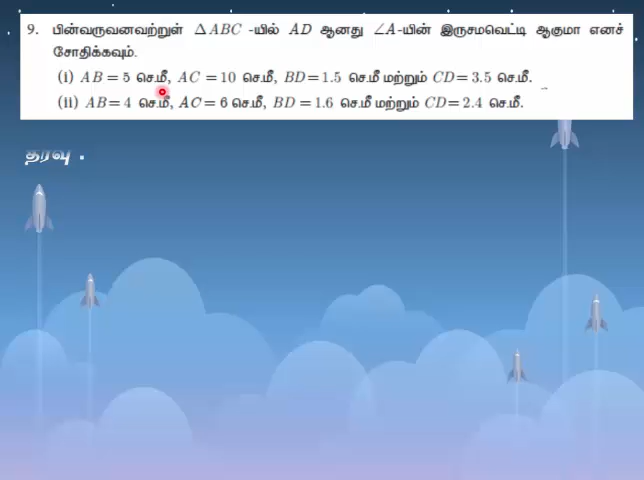 9. பின்வருவனவற்றுள் ΔABC -யில் AD ஆனது ∠A-யின் இருசமவெட்டி ஆகுமா எனச்
சோதிக்கவும்.
(i) AB = 5 செ.மீ, AC = 10 செ.மீ, BD = 1.5 செ.மீ மற்றும் CD = 3.5 செ.மீ.
(ii) AB = 4 செ.மீ, AC = 6 செ.மீ, BD = 1.6 செ.மீ மற்றும் CD = 2.4 செ.மீ.
தரவு .